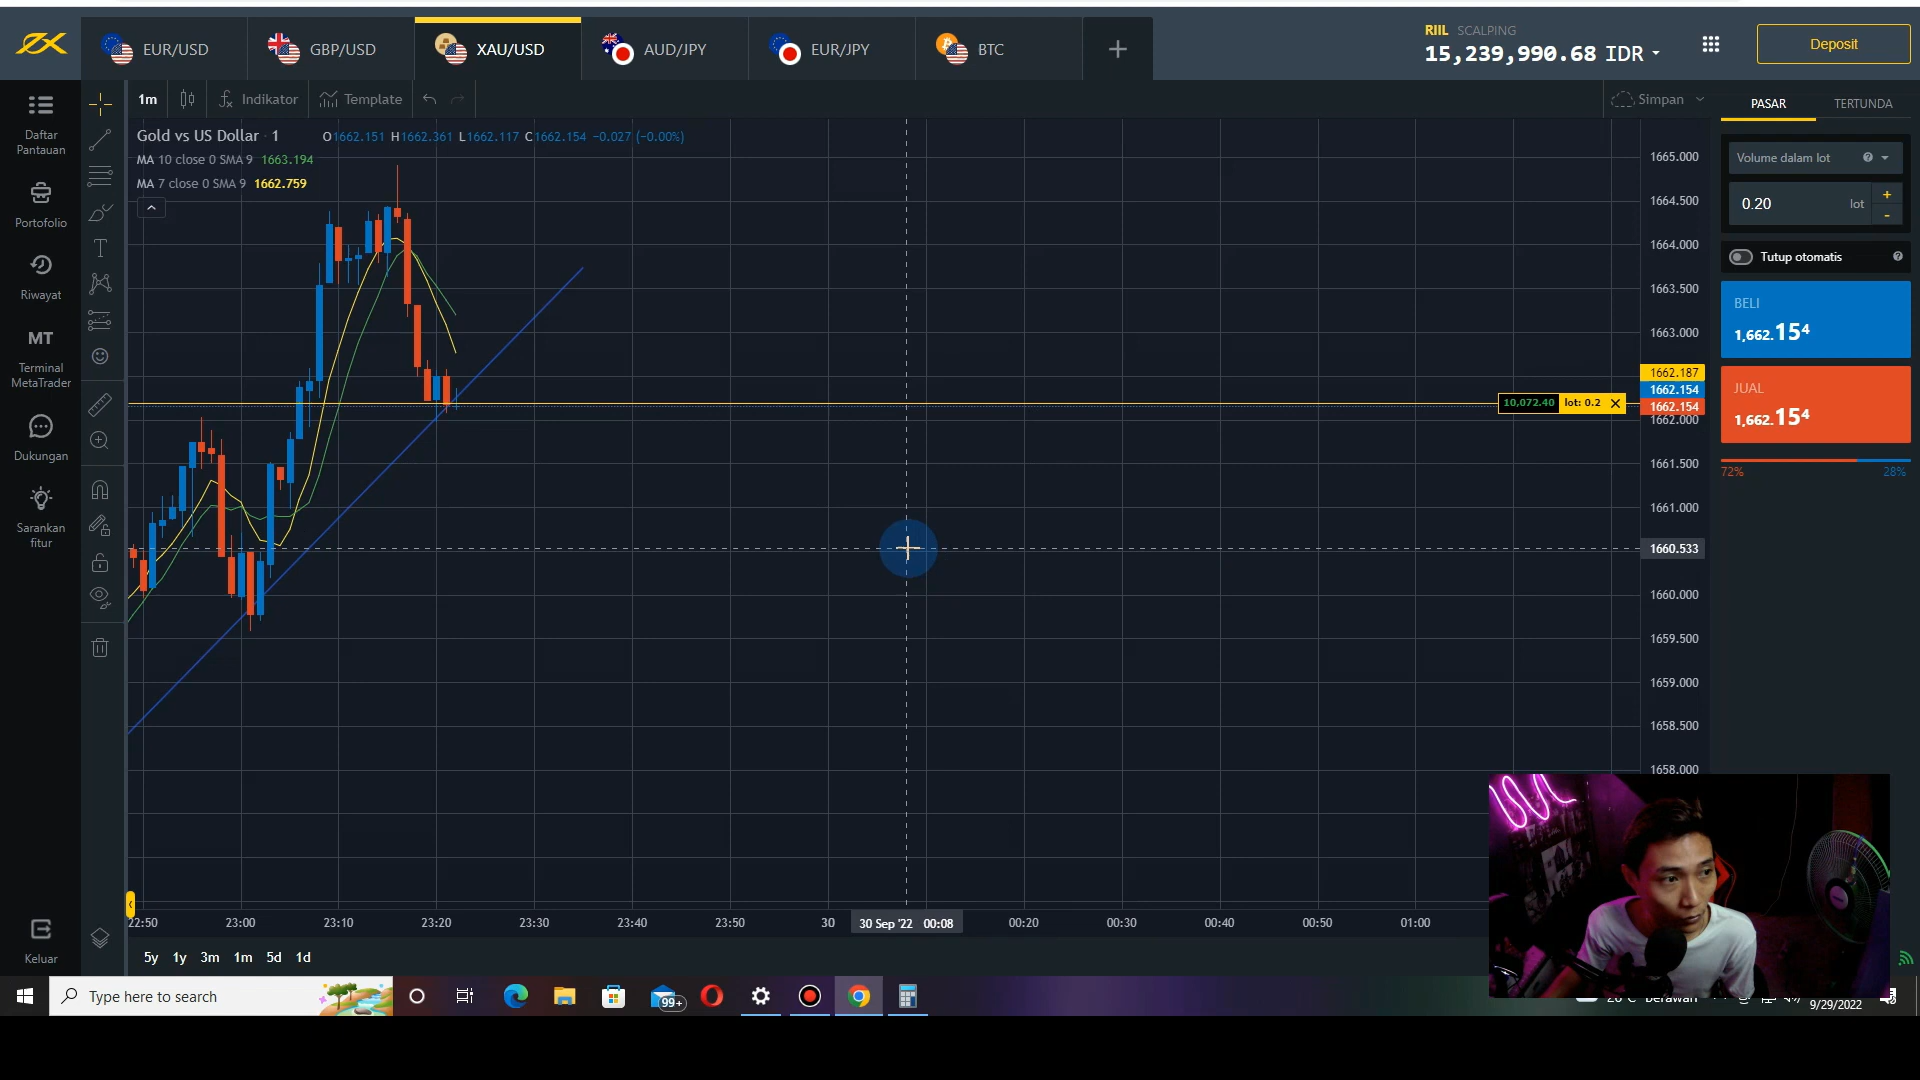 EUR/USD
GBP/USD
XAU/USD
AUD/JPY
EUR/JPY
BTC
RIIL SCALPING
15,239,990.68 IDR
Deposit
1m
Indikator
Template
Simpan
PASAR
TERTUNDA
Daftar
Pantauan
Portofolio
Riwayat
MT
Terminal
MetaTrader
Dukungan
Sarankan
fitur
Keluar
Gold vs US Dollar · 1 O1662.151 H1662.361 L1662.117 C1662.154 −0.027 (−0.00%)
MA 10 close 0 SMA 9 1663.194
MA 7 close 0 SMA 9 1662.759
1665.000
1664.500
1664.000
1663.500
1663.000
1662.187
1662.154
1662.154
1662.000
1661.500
1661.000
1660.533
1660.000
1659.500
1659.000
1658.500
1658.000
10,072.40 lot: 0.2
Volume dalam lot
0.20 lot
+
-
Tutup otomatis
BELI
1,662.15⁴
JUAL
1,662.15⁴
72% 28%
22:50 23:00 23:10 23:20 23:30 23:40 23:50 30 30 Sep '22 00:08 00:20 00:30 00:40 00:50 01:00
5y 1y 3m 1m 5d 1d
Type here to search
99+
9/29/2022